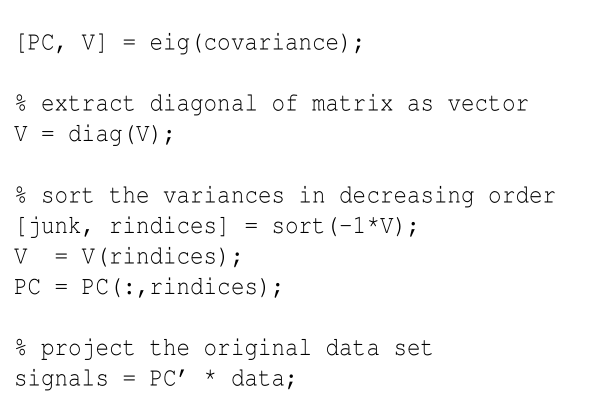 [PC, V] = eig(covariance);
% extract diagonal of matrix as vector
V = diag(V);
% sort the variances in decreasing order
[junk, rindices] = sort(-1*V);
V  = V(rindices);
PC = PC(:,rindices);
% project the original data set
signals = PC’ * data;